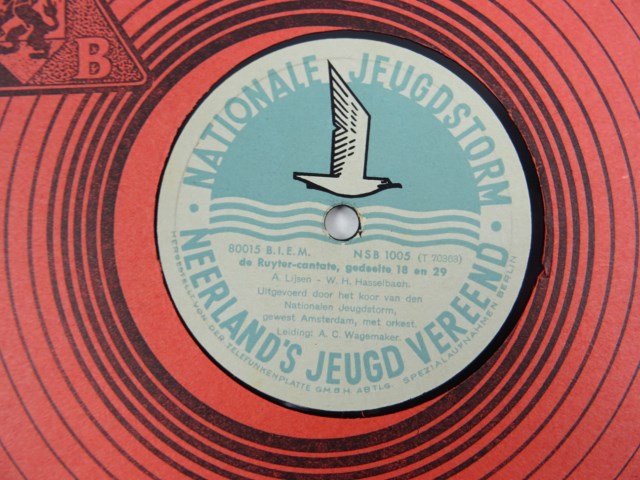 B
• NATIONALE JEUGDSTORM •
80015 B.I.E.M. NSB 1005 (T 70363)
de Ruyter-cantate, gedeelte 18 en 29
A. Lijsen - W. H. Hasselbach.
Uitgevoerd door het koor van den
Nationalen Jeugdstorm,
gewest Amsterdam, met orkest.
Leiding: A. C. Wagemaker.
NEERLAND'S JEUGD VEREEND
HERGESTELLT VON DER TELEFUNKENPLATTE G.M.B.H. ABTLG. SPEZIALAUFNAHMER BERLIN